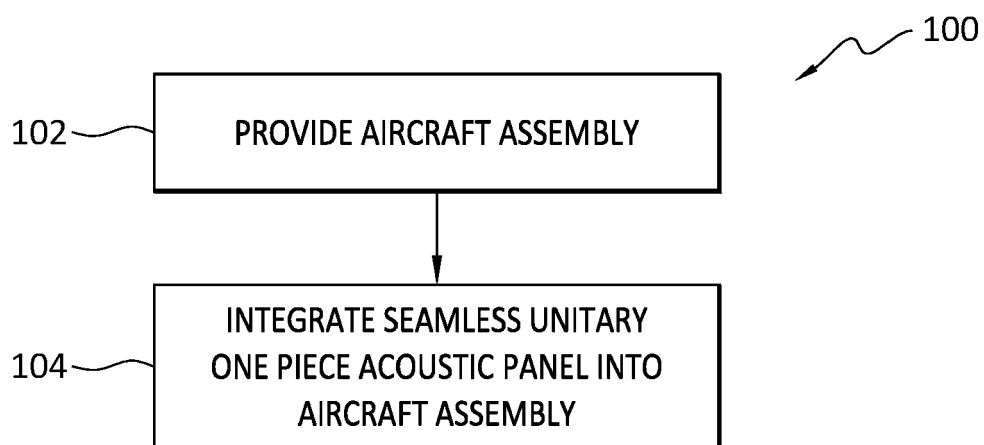 100
102
PROVIDE AIRCRAFT ASSEMBLY
104
INTEGRATE SEAMLESS UNITARY
ONE PIECE ACOUSTIC PANEL INTO
AIRCRAFT ASSEMBLY